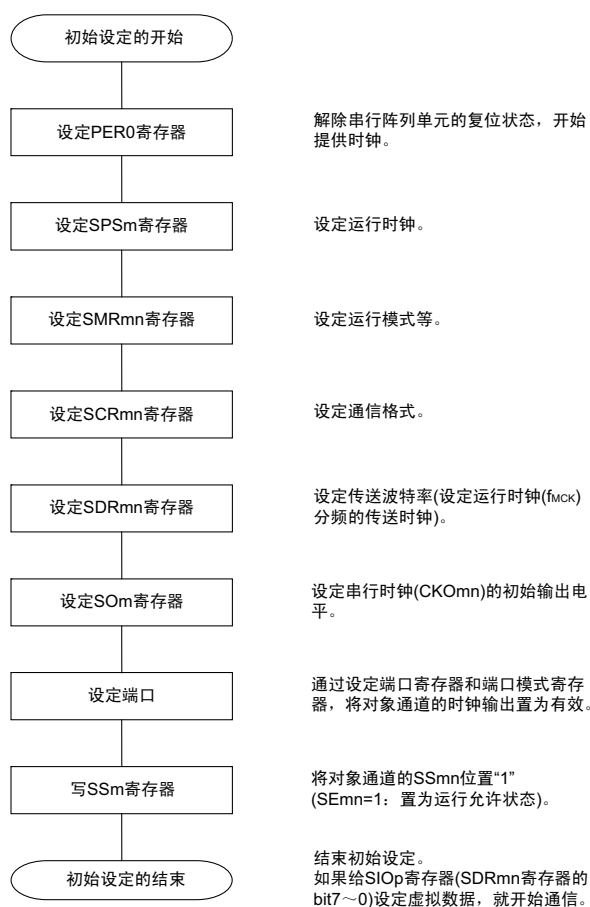 初始设定的开始
设定PER0寄存器
解除串行阵列单元的复位状态，开始
提供时钟。
设定SPSm寄存器
设定运行时钟。
设定SMRmn寄存器
设定运行模式等。
设定SCRmn寄存器
设定通信格式。
设定SDRmn寄存器
设定传送波特率(设定运行时钟(fMCK)
分频的传送时钟)。
设定SOm寄存器
设定串行时钟(CKOmn)的初始输出电
平。
设定端口
通过设定端口寄存器和端口模式寄存
器，将对象通道的时钟输出置为有效。
写SSm寄存器
将对象通道的SSmn位置“1”
(SEmn=1：置为运行允许状态)。
初始设定的结束
结束初始设定。
如果给SIOp寄存器(SDRmn寄存器的
bit7～0)设定虚拟数据，就开始通信。